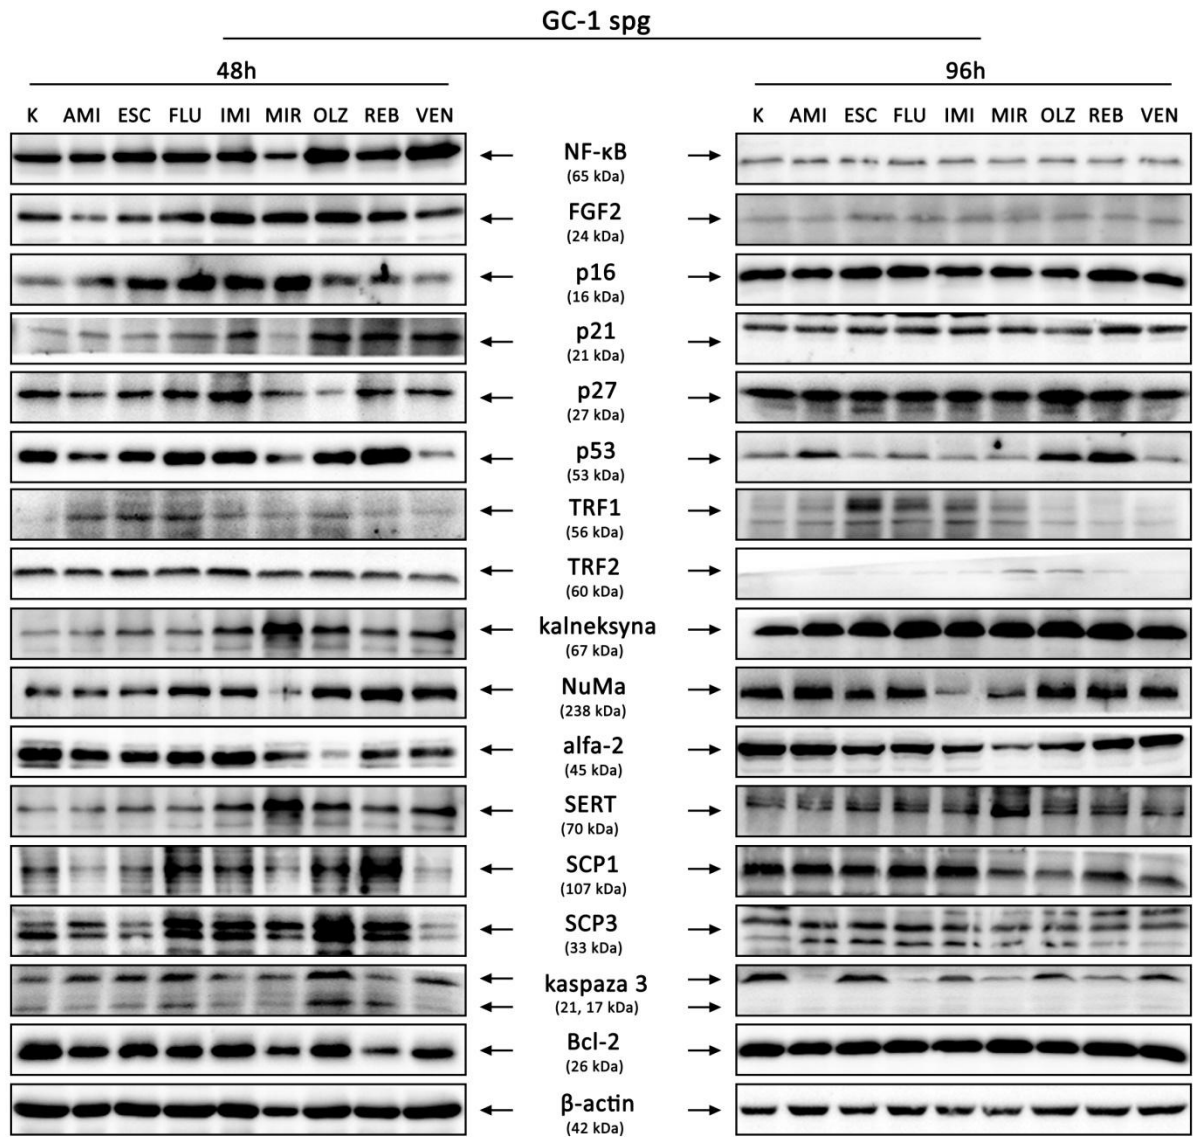 GC-1 spg
48h
96h
K AMI ESC FLU IMI MIR OLZ REB VEN
K AMI ESC FLU IMI MIR OLZ REB VEN
NF-κB
(65 kDa)
FGF2
(24 kDa)
p16
(16 kDa)
p21
(21 kDa)
p27
(27 kDa)
p53
(53 kDa)
TRF1
(56 kDa)
TRF2
(60 kDa)
kalneksyna
(67 kDa)
NuMa
(238 kDa)
alfa-2
(45 kDa)
SERT
(70 kDa)
SCP1
(107 kDa)
SCP3
(33 kDa)
kaspaza 3
(21, 17 kDa)
Bcl-2
(26 kDa)
β-actin
(42 kDa)